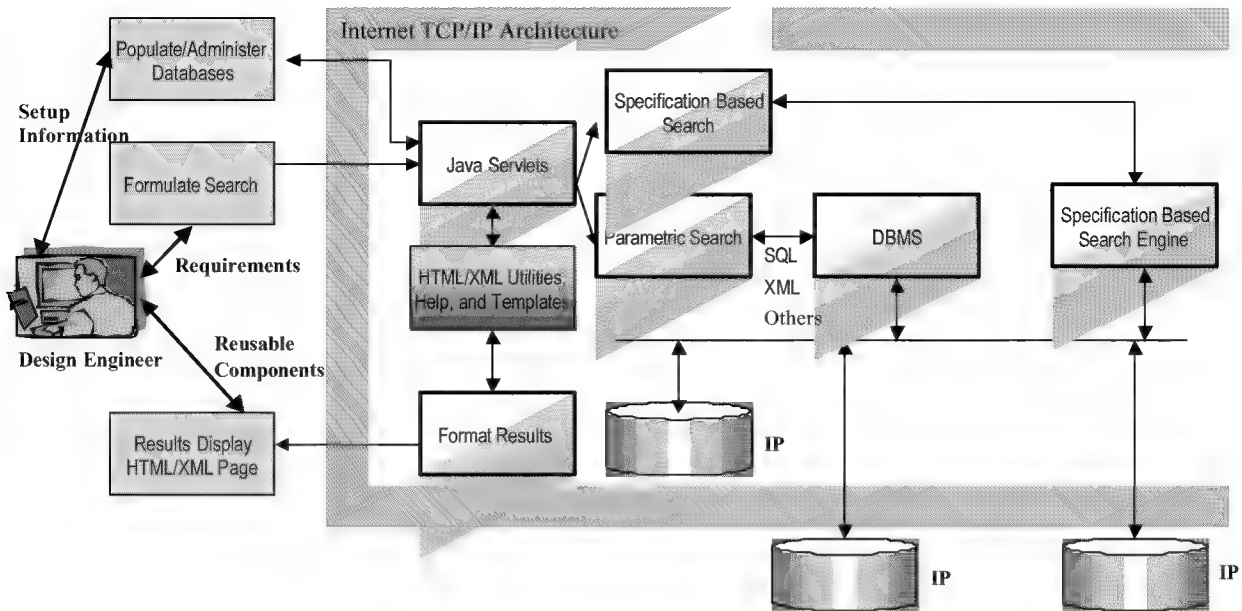 Internet TCP/IP Architecture
Populate/Administer
Databases
Setup
Information
Formulate Search
Requirements
Design Engineer
Reusable
Components
Results Display
HTML/XML Page
Java Servlets
HTML/XML Utilities,
Help, and Templates
Format Results
Specification Based
Search
Parametric Search
SQL
XML
Others
DBMS
Specification Based
Search Engine
IP
IP
IP